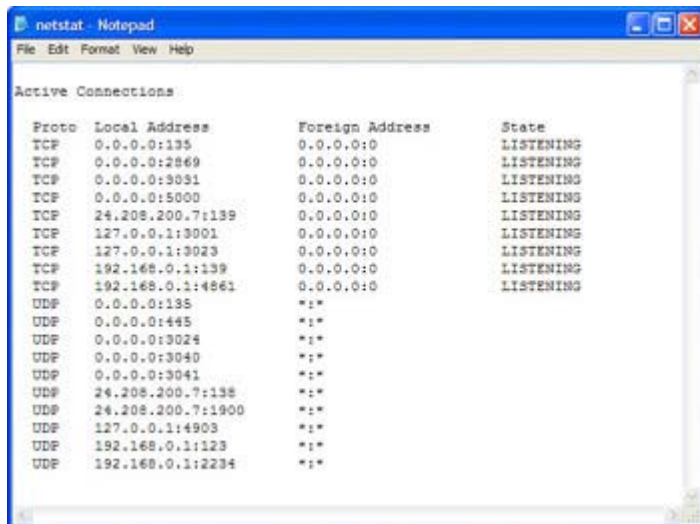 netstat - Notepad
File Edit Format View Help
Active Connections
Proto Local Address Foreign Address State
TCP 0.0.0.0:135 0.0.0.0:0 LISTENING
TCP 0.0.0.0:2869 0.0.0.0:0 LISTENING
TCP 0.0.0.0:3031 0.0.0.0:0 LISTENING
TCP 0.0.0.0:5000 0.0.0.0:0 LISTENING
TCP 24.208.200.7:139 0.0.0.0:0 LISTENING
TCP 127.0.0.1:3001 0.0.0.0:0 LISTENING
TCP 127.0.0.1:3023 0.0.0.0:0 LISTENING
TCP 192.168.0.1:139 0.0.0.0:0 LISTENING
TCP 192.168.0.1:4861 0.0.0.0:0 LISTENING
UDP 0.0.0.0:135 *:*
UDP 0.0.0.0:445 *:*
UDP 0.0.0.0:3024 *:*
UDP 0.0.0.0:3040 *:*
UDP 0.0.0.0:3041 *:*
UDP 24.208.200.7:138 *:*
UDP 24.208.200.7:1900 *:*
UDP 127.0.0.1:4903 *:*
UDP 192.168.0.1:123 *:*
UDP 192.168.0.1:2234 *:*